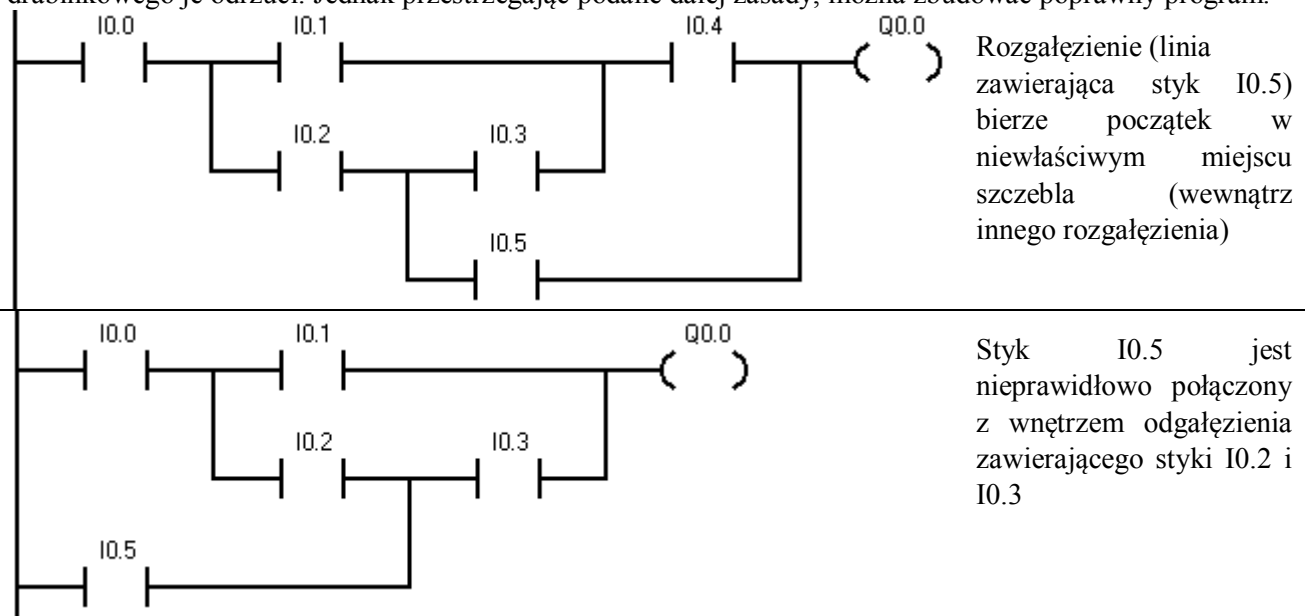 drabinkowego je odrzuci. Jednak przestrzegając podane dalej zasady, można zbudować poprawny program.
I0.0 I0.1 I0.4 Q0.0
Rozgałęzienie (linia
zawierająca styk I0.5)
bierze początek w
niewłaściwym miejscu
szczebla (wewnątrz
innego rozgałęzienia)
I0.2 I0.3
I0.5
I0.0 I0.1 Q0.0
Styk I0.5 jest
nieprawidłowo połączony
z wnętrzem odgałęzienia
zawierającego styki I0.2 i
I0.3
I0.2 I0.3
I0.5